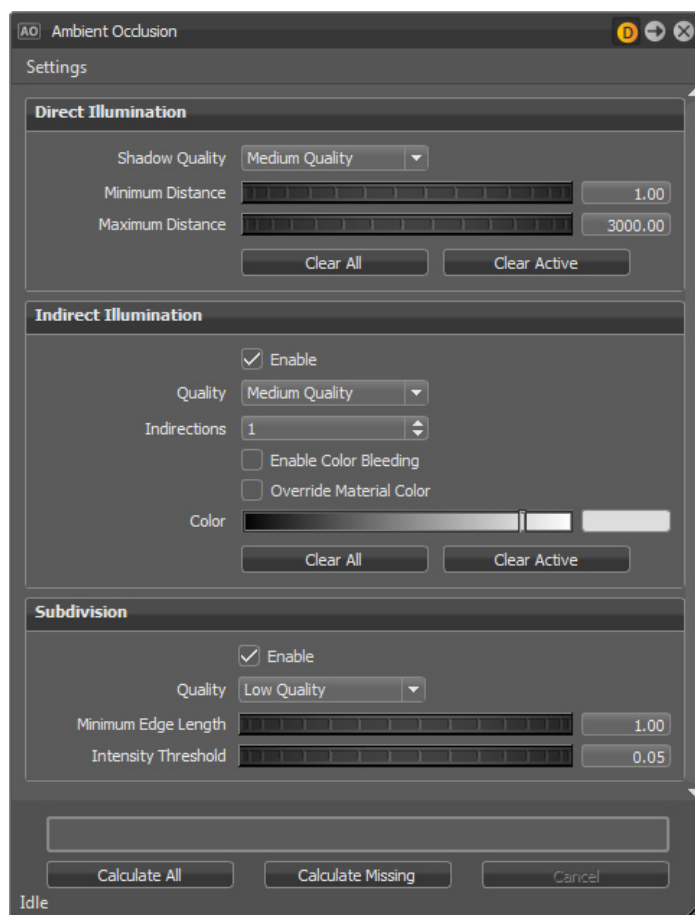 AO Ambient Occlusion D
Settings
Direct Illumination
Shadow Quality Medium Quality
Minimum Distance 1.00
Maximum Distance 3000.00
Clear All Clear Active
Indirect Illumination
Enable
Quality Medium Quality
Indirections 1
Enable Color Bleeding
Override Material Color
Color
Clear All Clear Active
Subdivision
Enable
Quality Low Quality
Minimum Edge Length 1.00
Intensity Threshold 0.05
Calculate All Calculate Missing Cancel
Idle